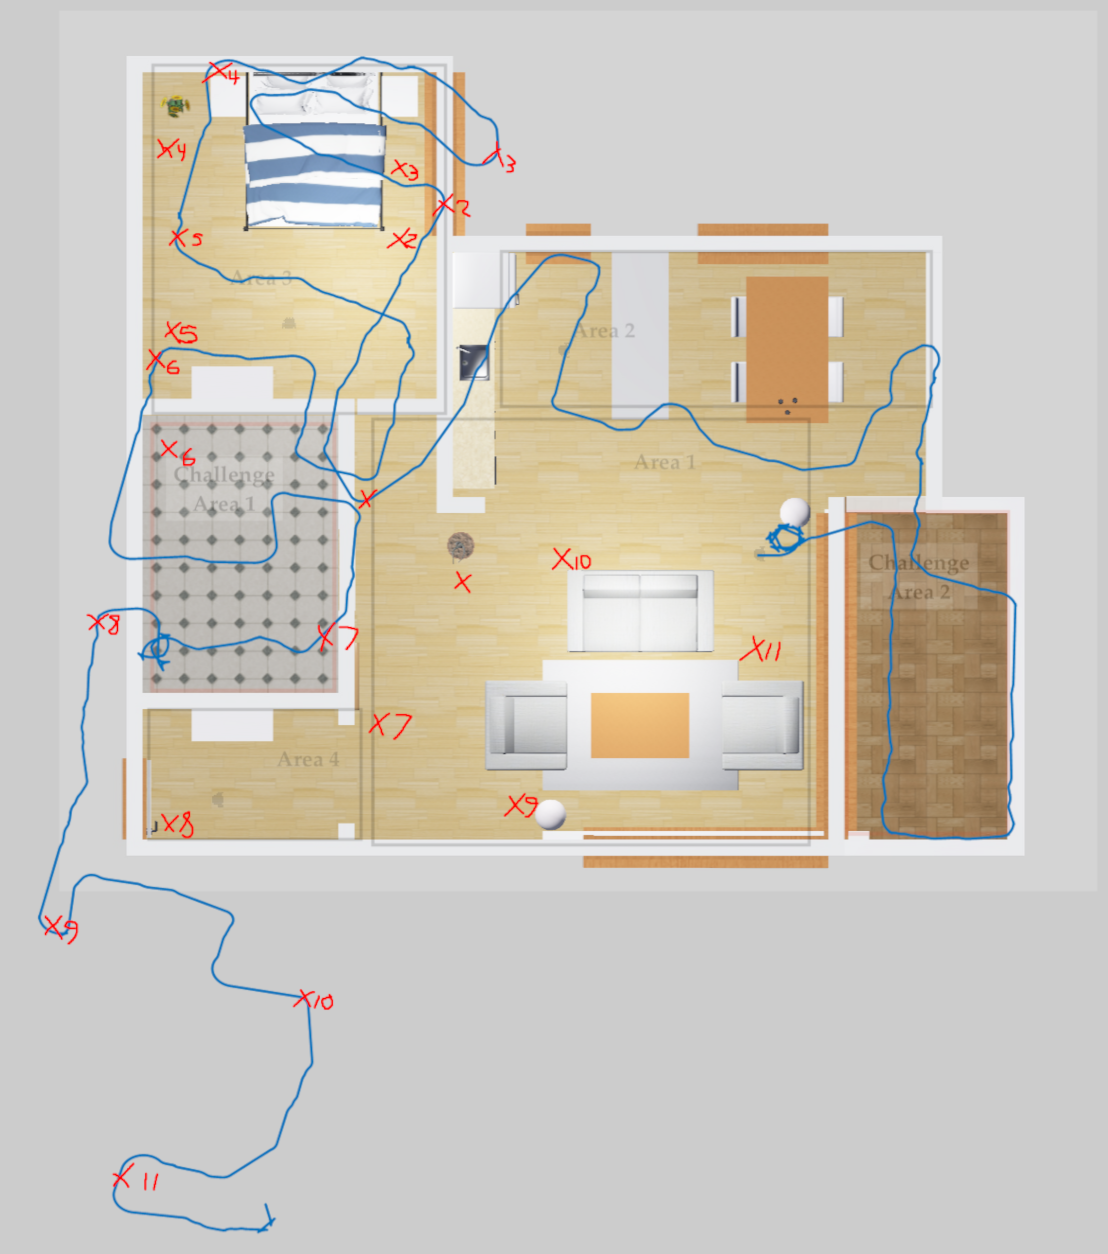 X4
X4
X3
X3
X2
X2
X5
Area 3
Area 2
X5
X6
X6
Challenge
Area 1
Area 1
X
X
X10
Challenge
Area 2
X8
X7
X11
X7
Area 4
X9
X8
X9
X10
X11